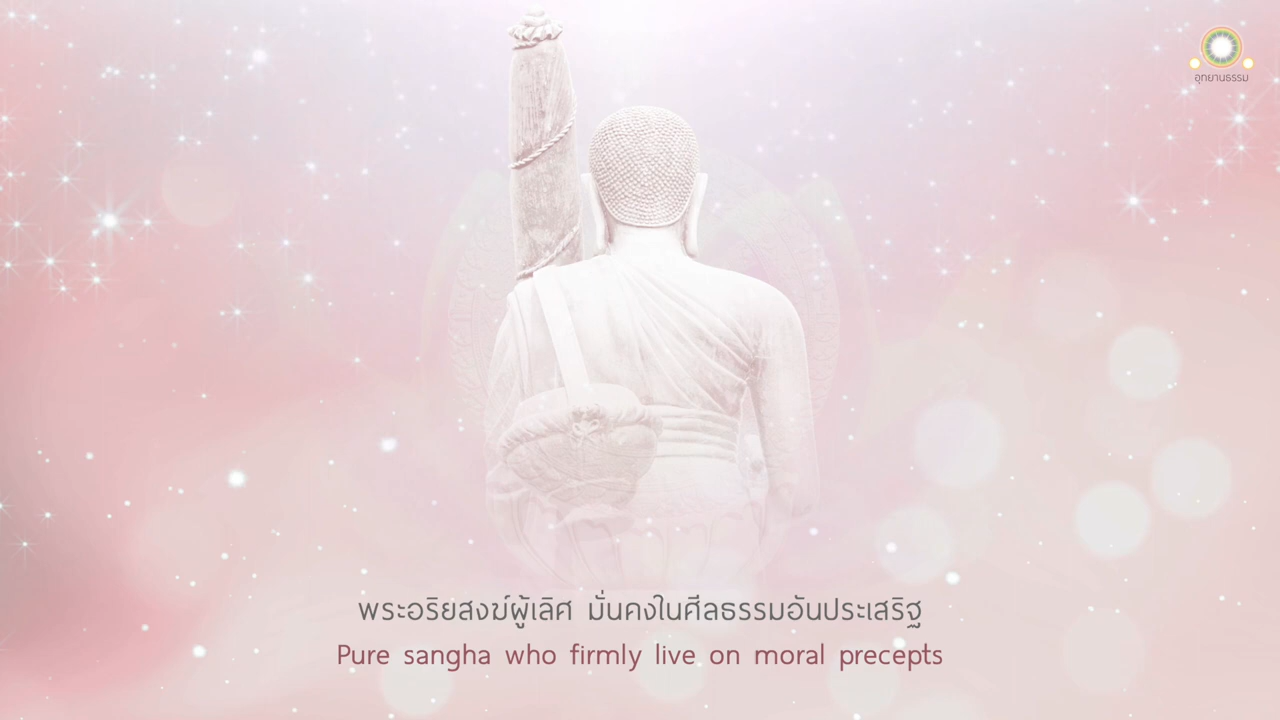 อุทยานธรรม
พระอริยสงฆ์ผู้เลิศ มั่นคงในศีลธรรมอันประเสริฐ
Pure sangha who firmly live on moral precepts